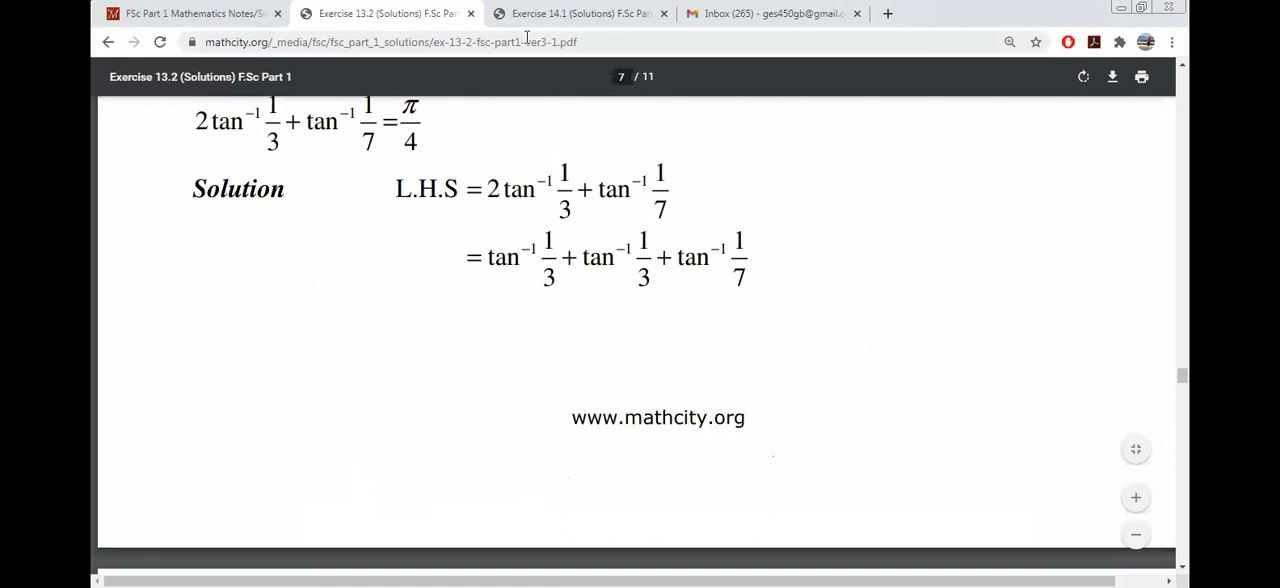 FSc Part 1 Mathematics Notes/S
Exercise 13.2 (Solutions) F.Sc Par
Exercise 14.1 (Solutions) F.Sc Par
Inbox (265) - ges450gb@gmail.c
mathcity.org/_media/fsc/fsc_part_1_solutions/ex-13-2-fsc-part1-ver3-1.pdf
Exercise 13.2 (Solutions) F.Sc Part 1
7 / 11
2 tan⁻¹ 1/3 + tan⁻¹ 1/7 = π/4
Solution L.H.S = 2 tan⁻¹ 1/3 + tan⁻¹ 1/7
= tan⁻¹ 1/3 + tan⁻¹ 1/3 + tan⁻¹ 1/7
www.mathcity.org